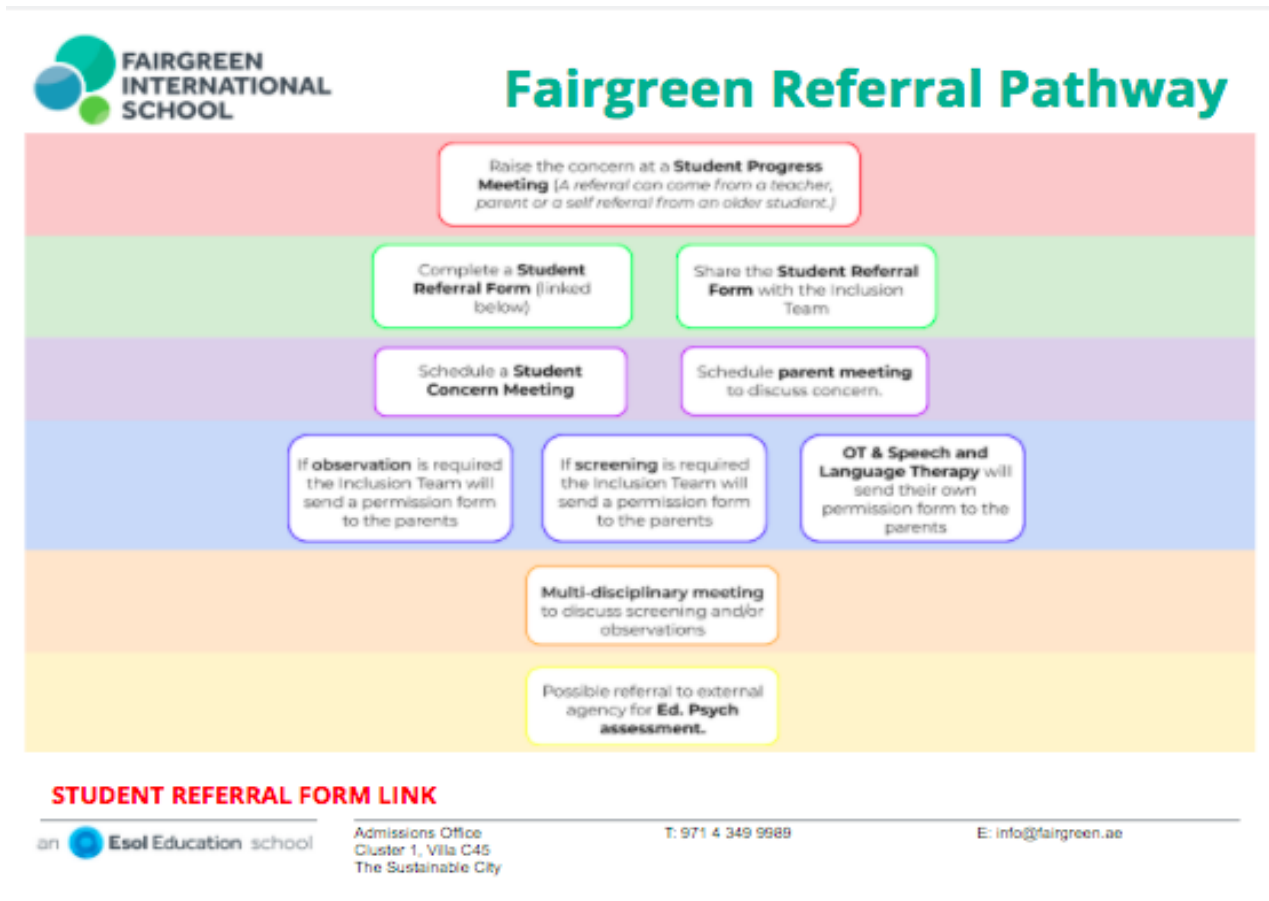 FAIRGREEN
INTERNATIONAL
SCHOOL
Fairgreen Referral Pathway
Raise the concern at a Student Progress
Meeting (A referral can come from a teacher,
parent or a self referral from an older student.)
Complete a Student
Referral Form (linked
below)
Share the Student Referral
Form with the Inclusion
Team
Schedule a Student
Concern Meeting
Schedule parent meeting
to discuss concern.
If observation is required
the Inclusion Team will
send a permission form
to the parents
If screening is required
the Inclusion Team will
send a permission form
to the parents
OT & Speech and
Language Therapy will
send their own
permission form to the
parents
Multi-disciplinary meeting
to discuss screening and/or
observations
Possible referral to external
agency for Ed. Psych
assessment.
STUDENT REFERRAL FORM LINK
an Esol Education school
Admissions Office
Cluster 1, Villa C45
The Sustainable City
T: 971 4 349 9989
E: info@fairgreen.ae